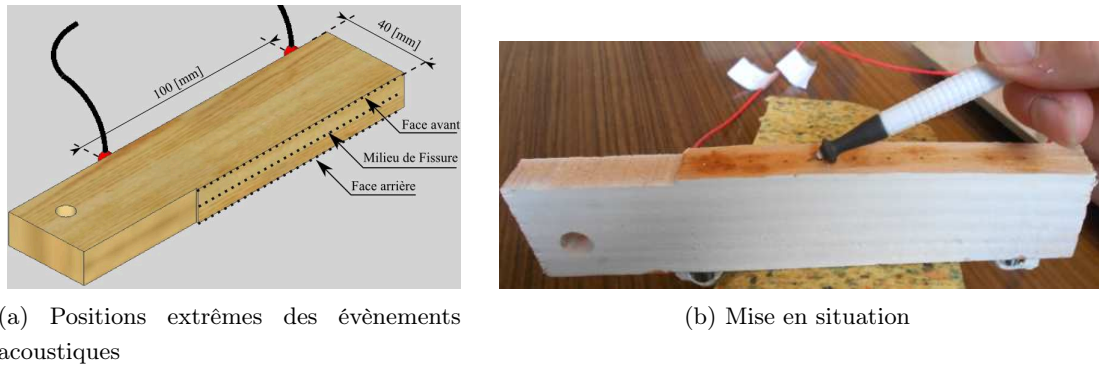 100 [mm]
40 [mm]
Face avant
Milieu de Fissure
Face arrière
(a) Positions extrêmes des évènements
acoustiques
(b) Mise en situation